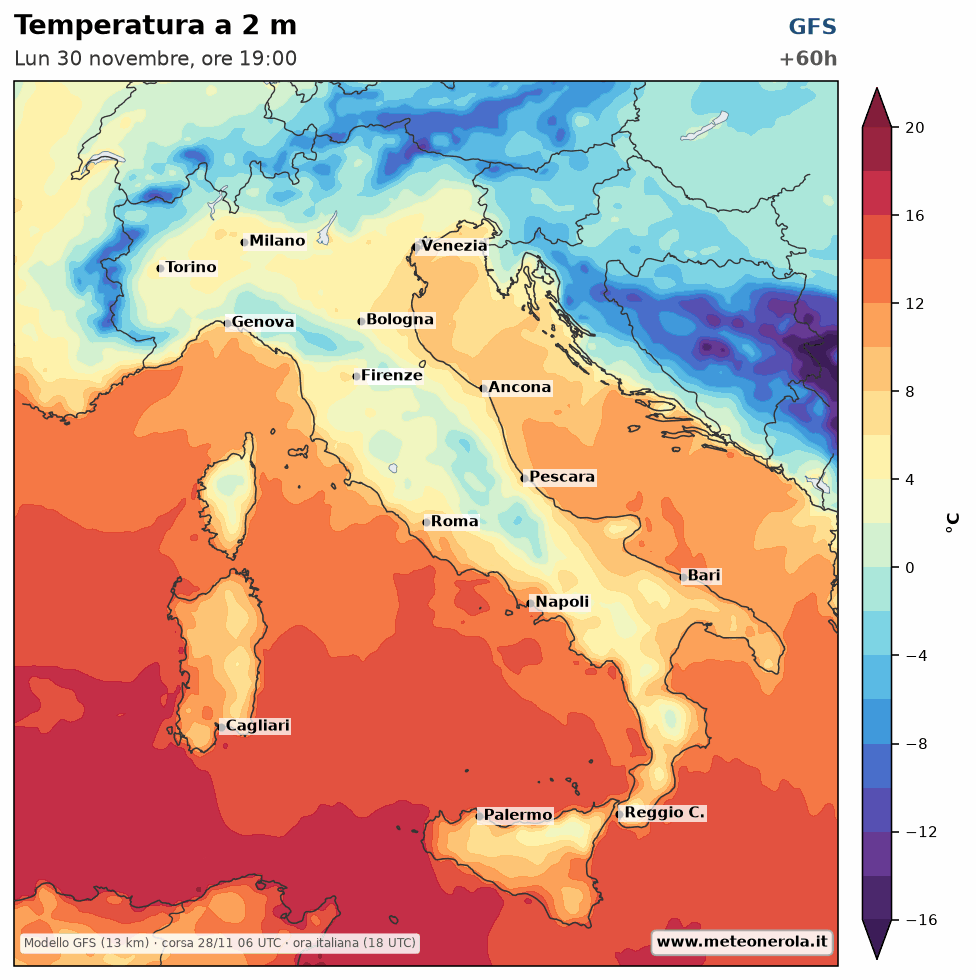 Temperatura a 2 m
GFS
Lun 30 novembre, ore 19:00
+60h
20
16
12
8
4
0
−4
−8
−12
−16
°C
Milano
Venezia
Torino
Genova
Bologna
Firenze
Ancona
Pescara
Roma
Bari
Napoli
Cagliari
Palermo
Reggio C.
Modello GFS (13 km) · corsa 28/11 06 UTC · ora italiana (18 UTC)
www.meteonerola.it